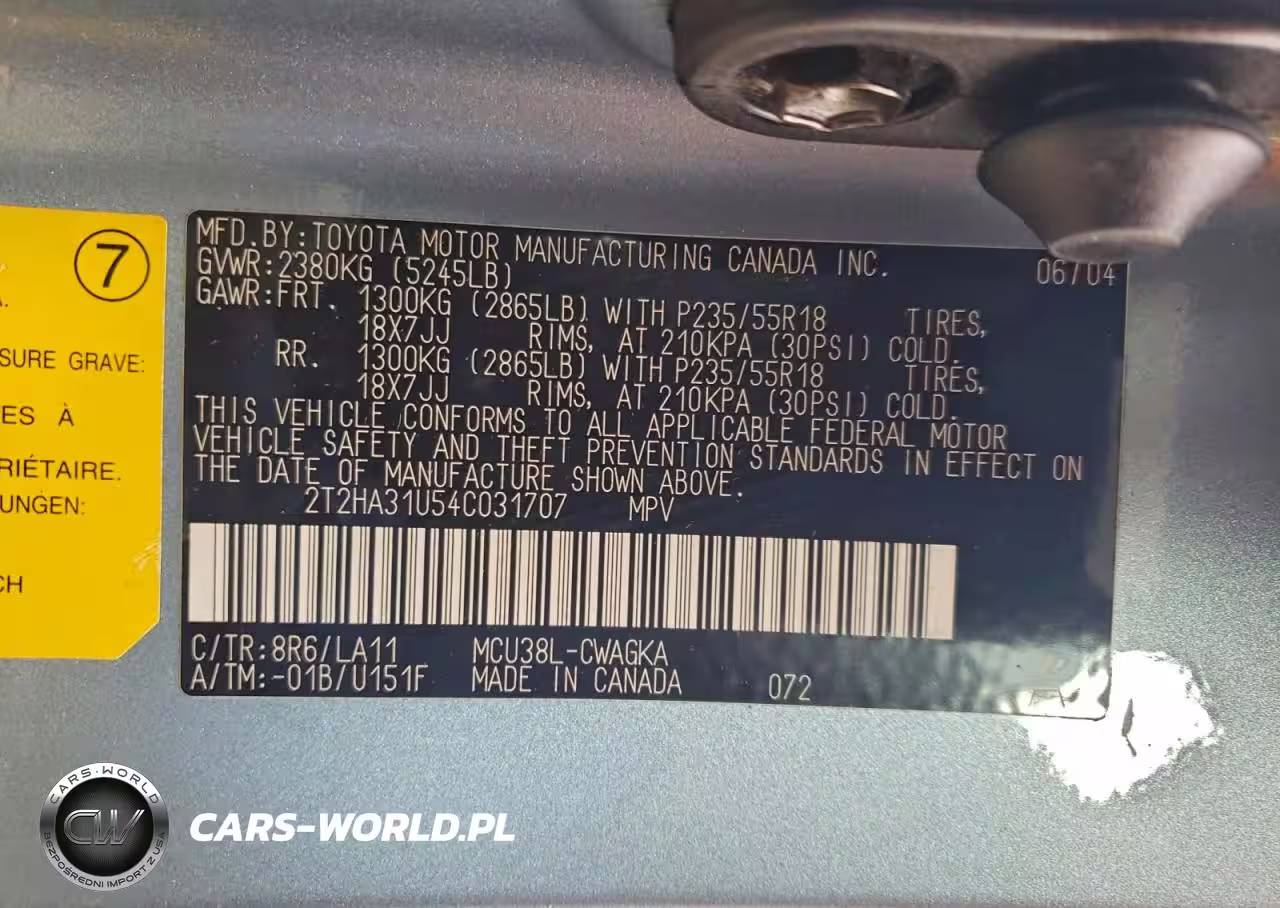 7
A.
SURE GRAVE:
ES À
RIÉTAIRE.
UNGEN:
CH
MFD.BY:TOYOTA MOTOR MANUFACTURING CANADA INC. 06/04
GVWR:2380KG (5245LB)
GAWR:FRT. 1300KG (2865LB) WITH P235/55R18 TIRES,
18X7JJ RIMS, AT 210KPA (30PSI) COLD.
RR. 1300KG (2865LB) WITH P235/55R18 TIRES,
18X7JJ RIMS, AT 210KPA (30PSI) COLD.
THIS VEHICLE CONFORMS TO ALL APPLICABLE FEDERAL MOTOR
VEHICLE SAFETY AND THEFT PREVENTION STANDARDS IN EFFECT ON
THE DATE OF MANUFACTURE SHOWN ABOVE.
2T2HA31U54C031707 MPV
C/TR:8R6/LA11 MCU38L-CWAGKA
A/TM:-01B/U151F MADE IN CANADA 072
CARS-WORLD
CW
BEZPOŚREDNI IMPORT Z USA
CARS-WORLD.PL